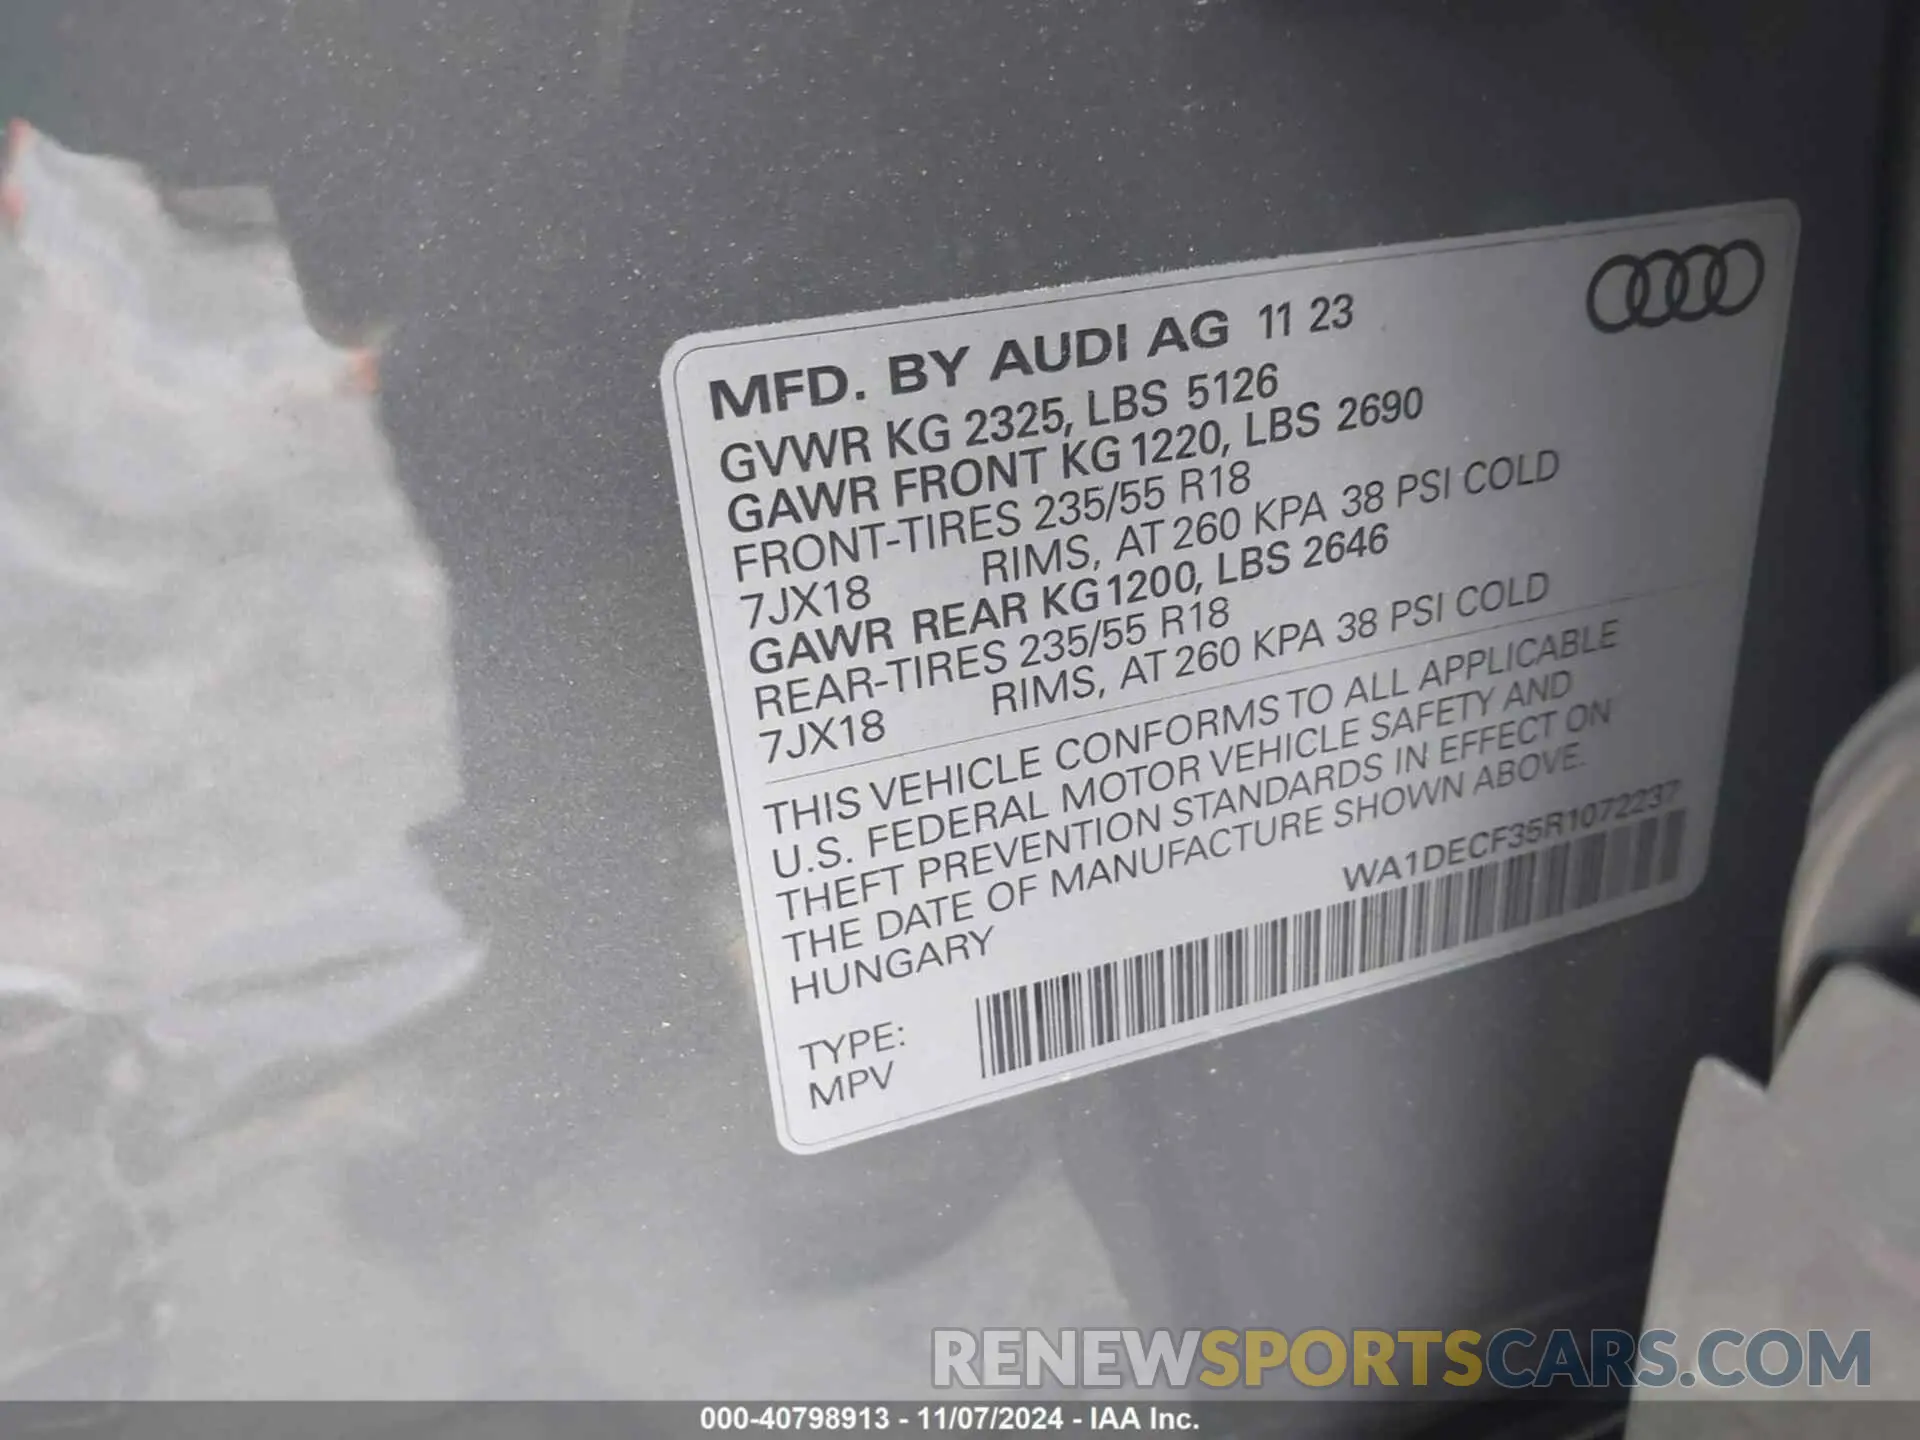 MFD. BY AUDI AG 11 23
GVWR KG 2325, LBS 5126
GAWR FRONT KG 1220, LBS 2690
FRONT-TIRES 235/55 R18
7JX18 RIMS, AT 260 KPA 38 PSI COLD
GAWR REAR KG 1200, LBS 2646
REAR-TIRES 235/55 R18
7JX18 RIMS, AT 260 KPA 38 PSI COLD
THIS VEHICLE CONFORMS TO ALL APPLICABLE
U.S. FEDERAL MOTOR VEHICLE SAFETY AND
THEFT PREVENTION STANDARDS IN EFFECT ON
THE DATE OF MANUFACTURE SHOWN ABOVE.
HUNGARY
WA1DECF35R1072237
TYPE:
MPV
RENEWSPORTSCARS.COM
000-40798913 - 11/07/2024 - IAA Inc.